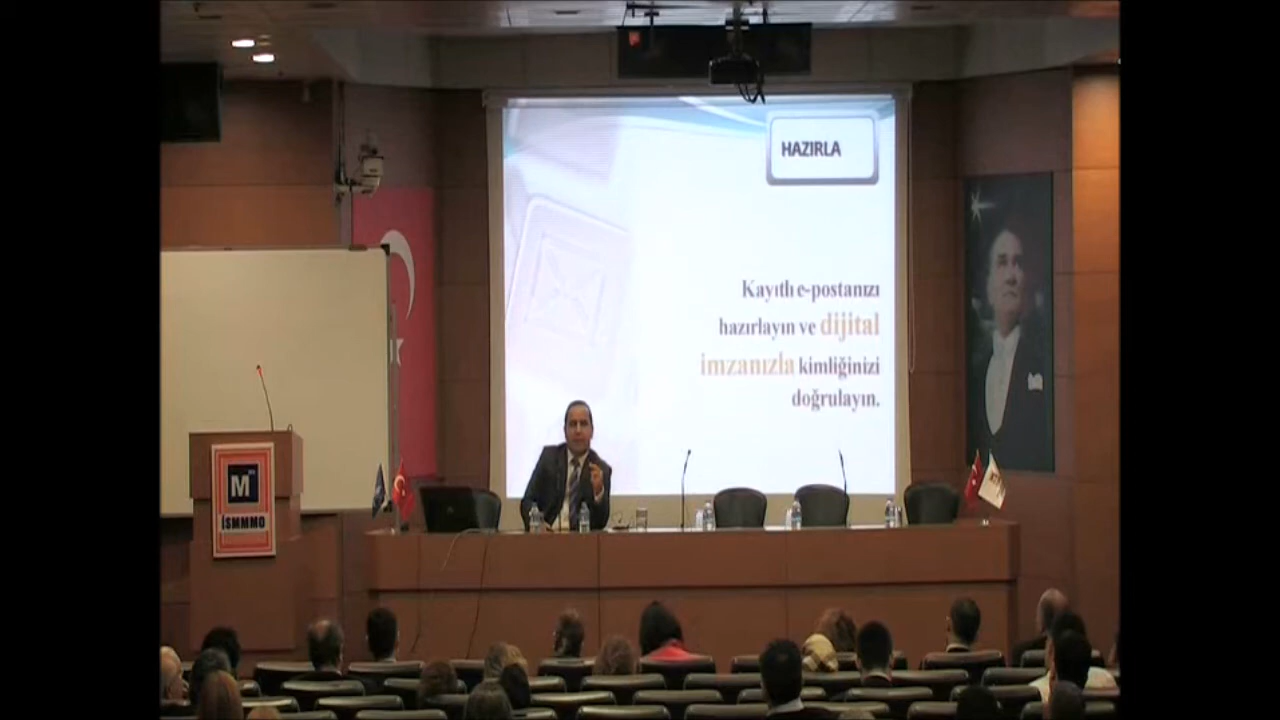 HAZIRLA
Kayıtlı e-postanızı
hazırlayın ve dijital
imzanızla kimliğinizi
doğrulayın.
M
İSMMMO